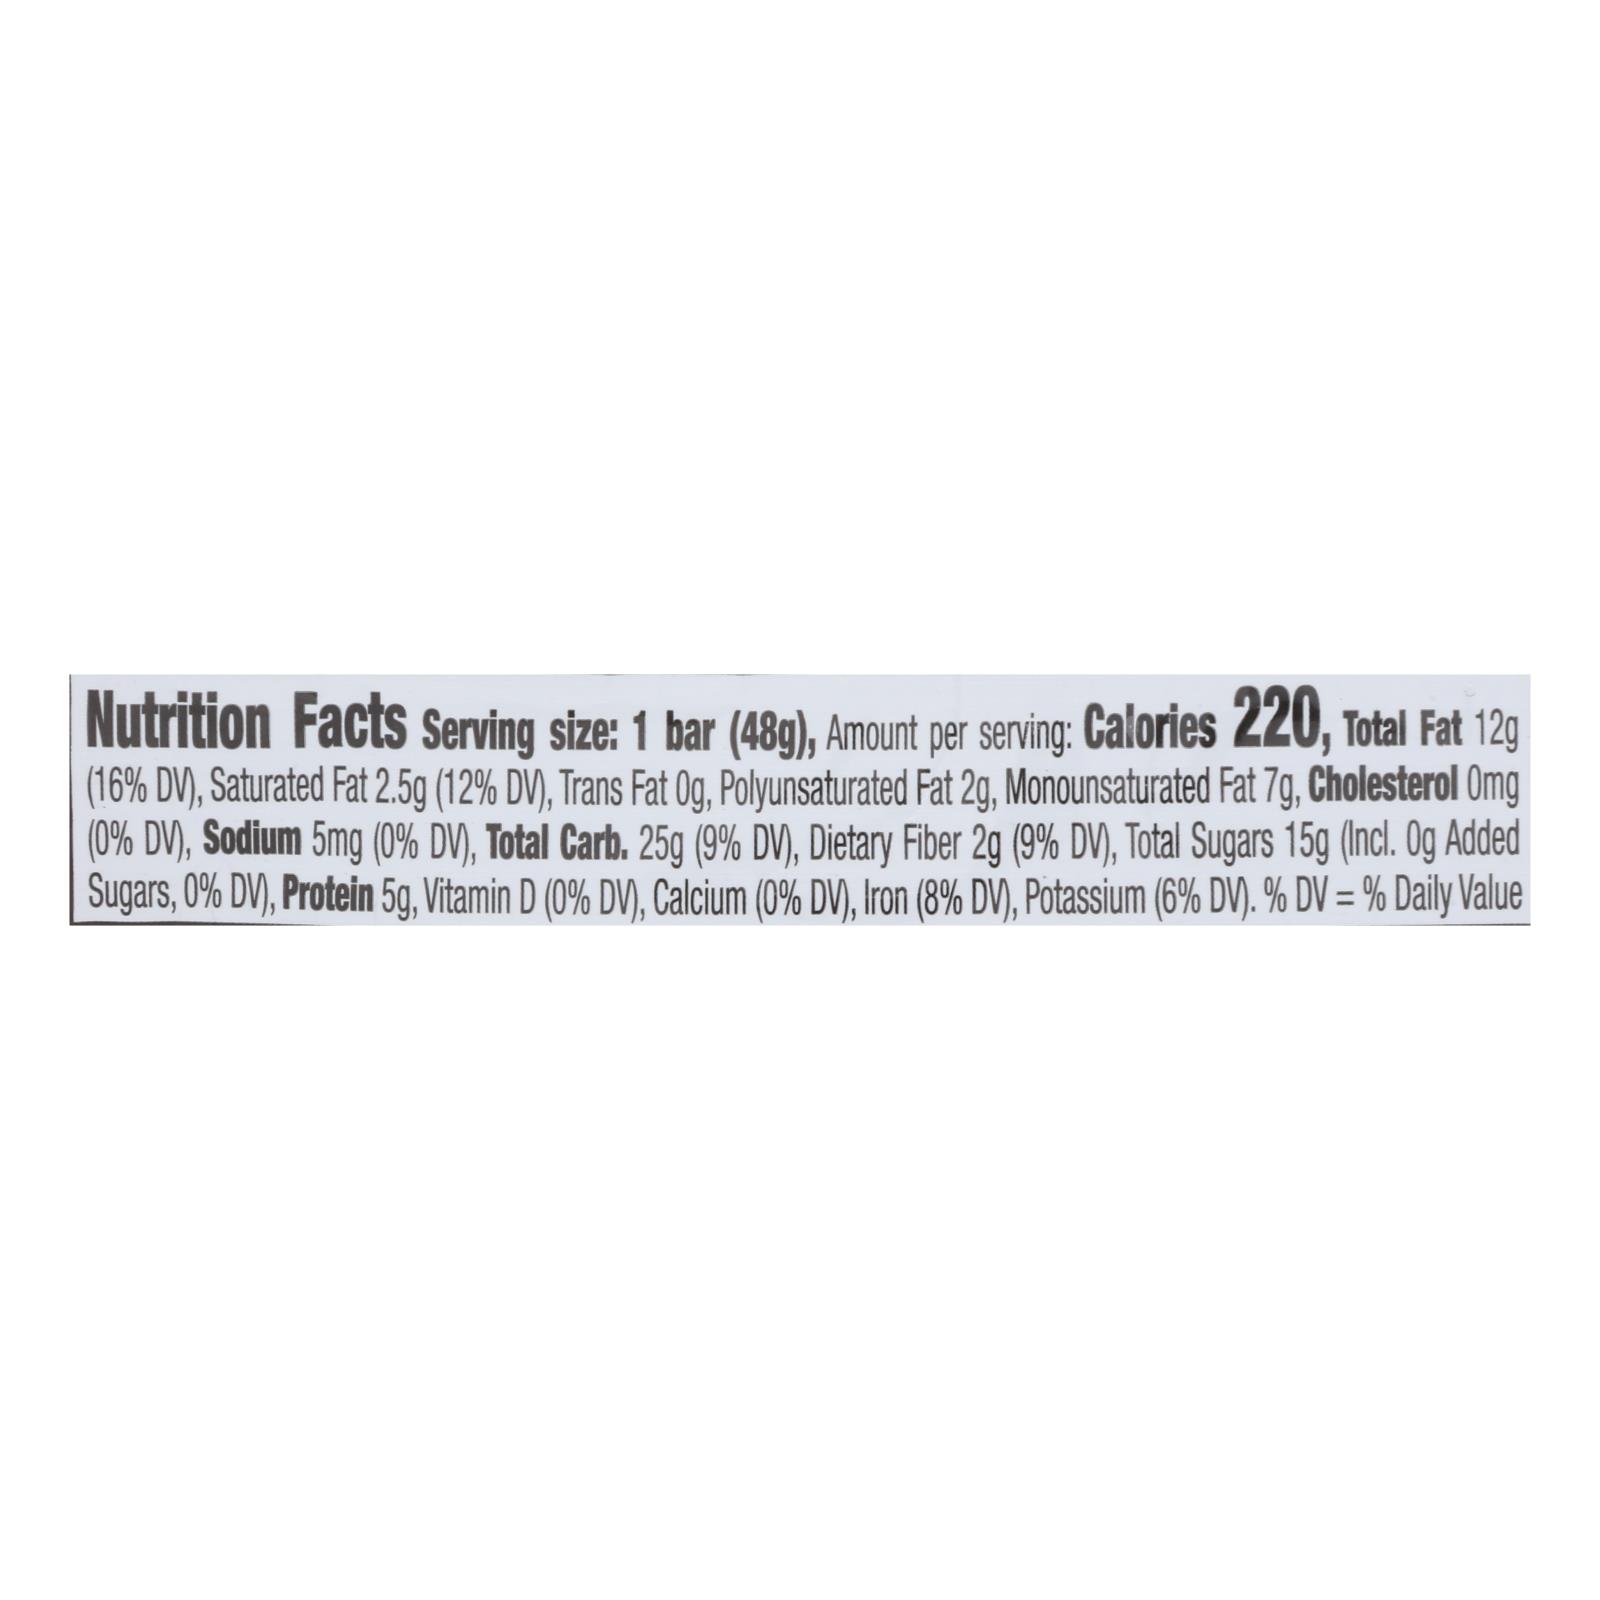 Nutrition Facts Serving size: 1 bar (48g), Amount per serving: Calories 220, Total Fat 12g
(16% DV), Saturated Fat 2.5g (12% DV), Trans Fat 0g, Polyunsaturated Fat 2g, Monounsaturated Fat 7g, Cholesterol 0mg
(0% DV), Sodium 5mg (0% DV), Total Carb. 25g (9% DV), Dietary Fiber 2g (9% DV), Total Sugars 15g (Incl. 0g Added
Sugars, 0% DV), Protein 5g, Vitamin D (0% DV), Calcium (0% DV), Iron (8% DV), Potassium (6% DV). % DV = % Daily Value